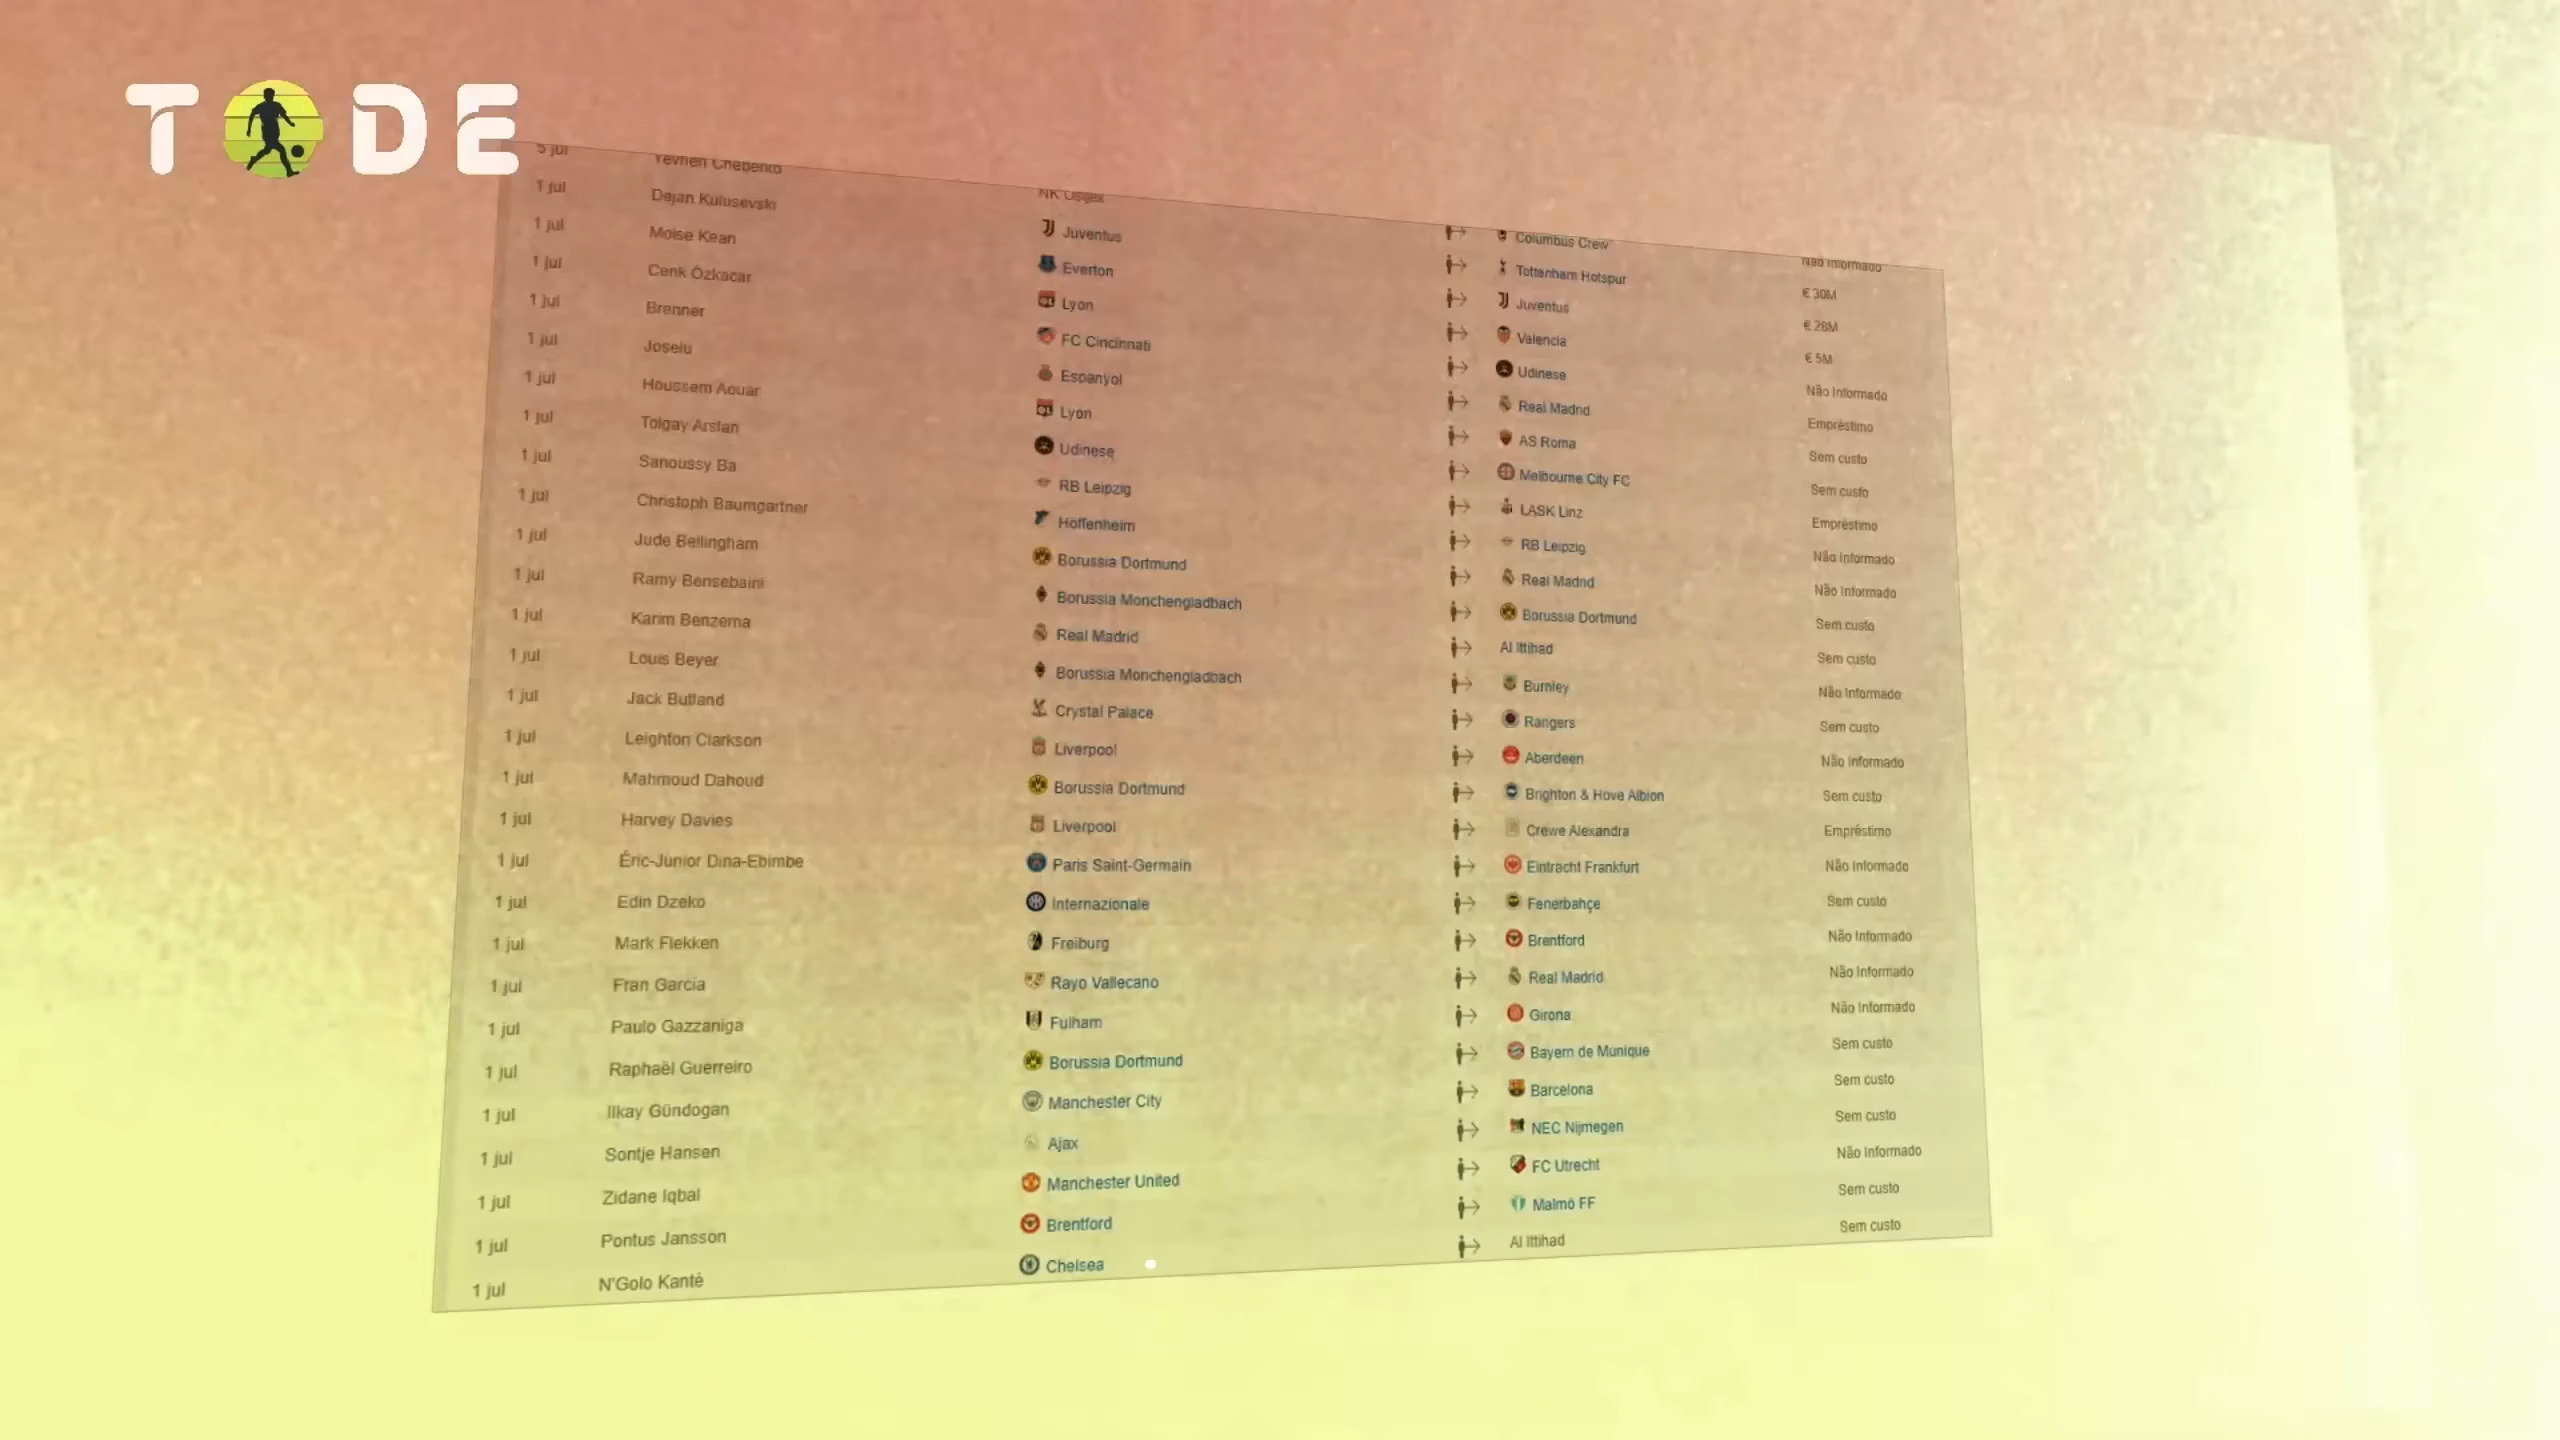 TODE
5 jul Yevhen Cheberko NK Osijek Columbus Crew Não Informado
1 jul Dejan Kulusevski Juventus Tottenham Hotspur € 30M
1 jul Moise Kean Everton Juventus € 28M
1 jul Cenk Özkacar Lyon Valencia € 5M
1 jul Brenner FC Cincinnati Udinese Não Informado
1 jul Joselu Espanyol Real Madrid Empréstimo
1 jul Houssem Aouar Lyon AS Roma Sem custo
1 jul Tolgay Arslan Udinese Melbourne City FC Sem custo
1 jul Sanoussy Ba RB Leipzig LASK Linz Empréstimo
1 jul Christoph Baumgartner Hoffenheim RB Leipzig Não Informado
1 jul Jude Bellingham Borussia Dortmund Real Madrid Não Informado
1 jul Ramy Bensebaini Borussia Monchengladbach Borussia Dortmund Sem custo
1 jul Karim Benzema Real Madrid Al Ittihad Sem custo
1 jul Louis Beyer Borussia Monchengladbach Burnley Não Informado
1 jul Jack Butland Crystal Palace Rangers Sem custo
1 jul Leighton Clarkson Liverpool Aberdeen Não Informado
1 jul Mahmoud Dahoud Borussia Dortmund Brighton & Hove Albion Sem custo
1 jul Harvey Davies Liverpool Crewe Alexandra Empréstimo
1 jul Éric-Junior Dina-Ebimbe Paris Saint-Germain Eintracht Frankfurt Não Informado
1 jul Edin Dzeko Internazionale Fenerbahçe Sem custo
1 jul Mark Flekken Freiburg Brentford Não Informado
1 jul Fran García Rayo Vallecano Real Madrid Não Informado
1 jul Paulo Gazzaniga Fulham Girona Não Informado
1 jul Raphaël Guerreiro Borussia Dortmund Bayern de Munique Sem custo
1 jul Ilkay Gündogan Manchester City Barcelona Sem custo
1 jul Sontje Hansen Ajax NEC Nijmegen Sem custo
1 jul Zidane Iqbal Manchester United FC Utrecht Não Informado
1 jul Pontus Jansson Brentford Malmö FF Sem custo
1 jul N'Golo Kanté Chelsea Al Ittihad Sem custo